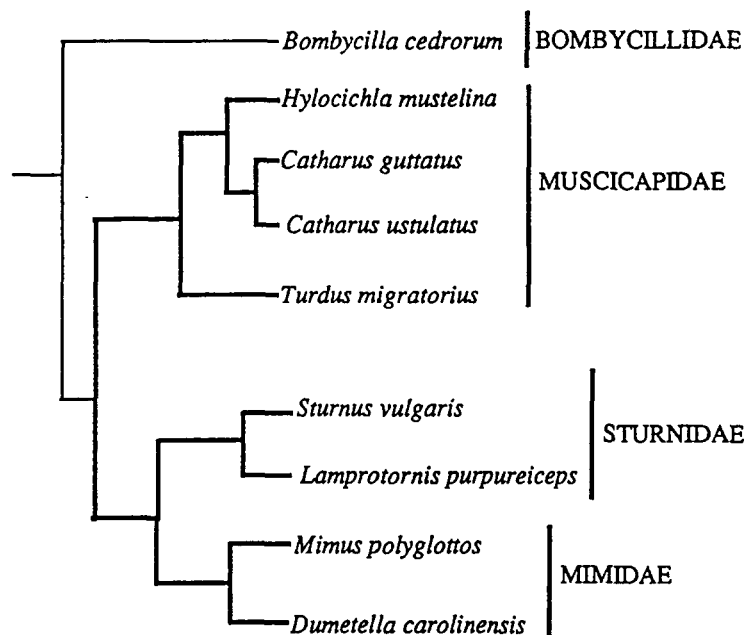 Bombycilla cedrorum
BOMBYCILLIDAE
Hylocichla mustelina
Catharus guttatus
MUSCICAPIDAE
Catharus ustulatus
Turdus migratorius
Sturnus vulgaris
STURNIDAE
Lamprotornis purpureiceps
Mimus polyglottos
MIMIDAE
Dumetella carolinensis